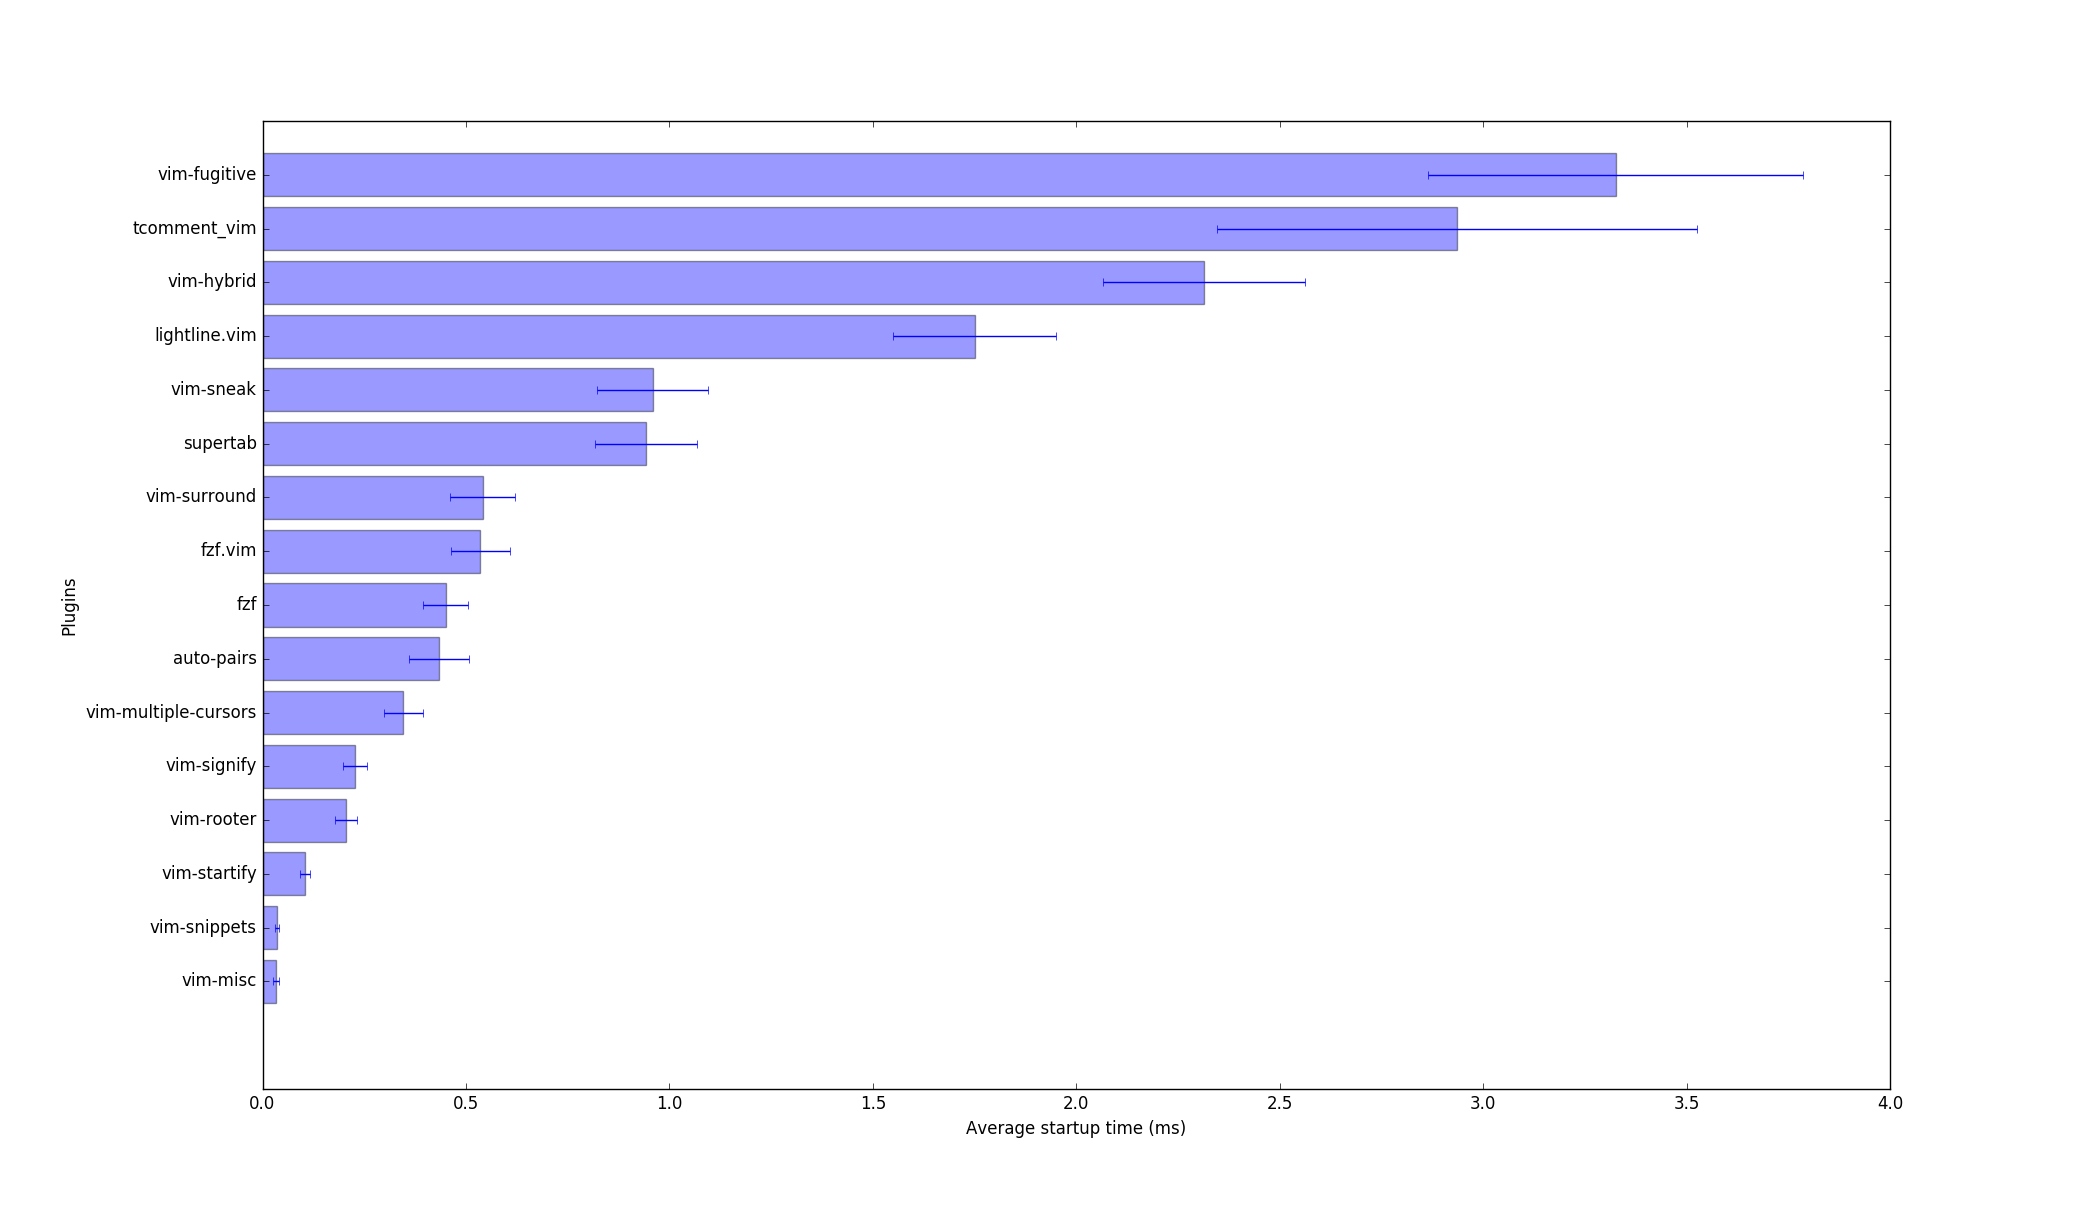 vim-fugitive
tcomment_vim
vim-hybrid
lightline.vim
vim-sneak
supertab
vim-surround
fzf.vim
fzf
auto-pairs
vim-multiple-cursors
vim-signify
vim-rooter
vim-startify
vim-snippets
vim-misc
Plugins
0.0 0.5 1.0 1.5 2.0 2.5 3.0 3.5 4.0
Average startup time (ms)